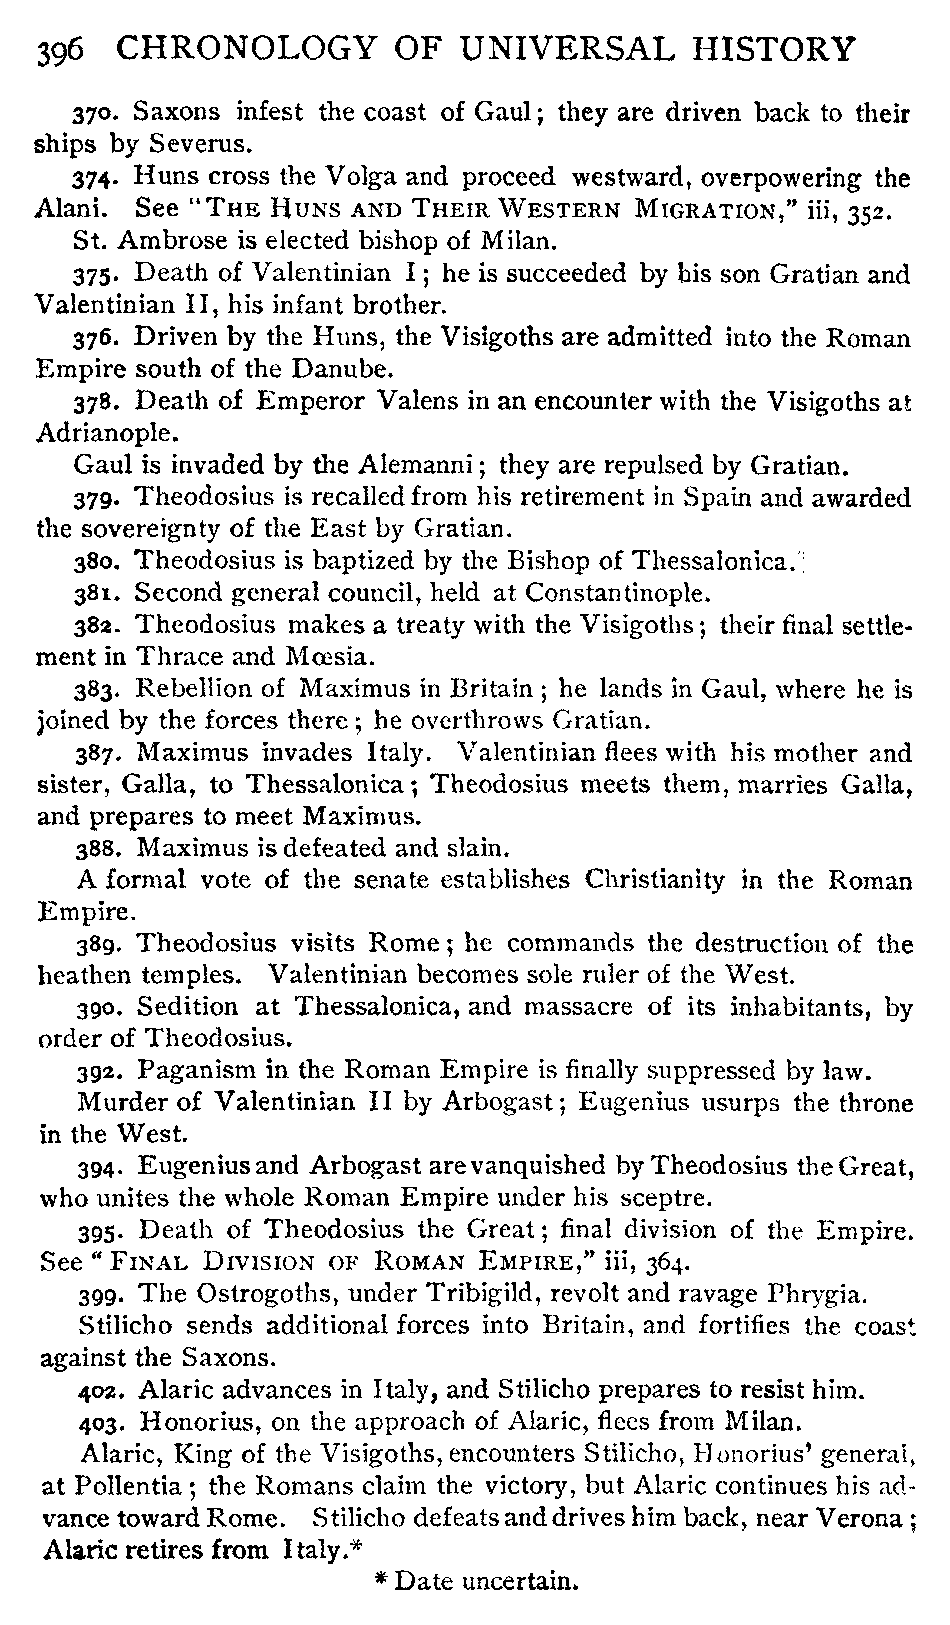 396 CHRONOLOGY OF UNIVERSAL HISTORY
370. Saxons infest the coast of Gaul; they are driven back to their
ships by Severus.
374. Huns cross the Volga and proceed westward, overpowering the
Alani. See "THE HUNS AND THEIR WESTERN MIGRATION," iii, 352.
St. Ambrose is elected bishop of Milan.
375. Death of Valentinian I; he is succeeded by his son Gratian and
Valentinian II, his infant brother.
376. Driven by the Huns, the Visigoths are admitted into the Roman
Empire south of the Danube.
378. Death of Emperor Valens in an encounter with the Visigoths at
Adrianople.
Gaul is invaded by the Alemanni; they are repulsed by Gratian.
379. Theodosius is recalled from his retirement in Spain and awarded
the sovereignty of the East by Gratian.
380. Theodosius is baptized by the Bishop of Thessalonica.
381. Second general council, held at Constantinople.
382. Theodosius makes a treaty with the Visigoths; their final settle-
ment in Thrace and Mœsia.
383. Rebellion of Maximus in Britain; he lands in Gaul, where he is
joined by the forces there; he overthrows Gratian.
387. Maximus invades Italy. Valentinian flees with his mother and
sister, Galla, to Thessalonica; Theodosius meets them, marries Galla,
and prepares to meet Maximus.
388. Maximus is defeated and slain.
A formal vote of the senate establishes Christianity in the Roman
Empire.
389. Theodosius visits Rome; he commands the destruction of the
heathen temples. Valentinian becomes sole ruler of the West.
390. Sedition at Thessalonica, and massacre of its inhabitants, by
order of Theodosius.
392. Paganism in the Roman Empire is finally suppressed by law.
Murder of Valentinian II by Arbogast; Eugenius usurps the throne
in the West.
394. Eugenius and Arbogast are vanquished by Theodosius the Great,
who unites the whole Roman Empire under his sceptre.
395. Death of Theodosius the Great; final division of the Empire.
See "FINAL DIVISION OF ROMAN EMPIRE," iii, 364.
399. The Ostrogoths, under Tribigild, revolt and ravage Phrygia.
Stilicho sends additional forces into Britain, and fortifies the coast
against the Saxons.
402. Alaric advances in Italy, and Stilicho prepares to resist him.
403. Honorius, on the approach of Alaric, flees from Milan.
Alaric, King of the Visigoths, encounters Stilicho, Honorius' general,
at Pollentia; the Romans claim the victory, but Alaric continues his ad-
vance toward Rome. Stilicho defeats and drives him back, near Verona;
Alaric retires from Italy.*
* Date uncertain.